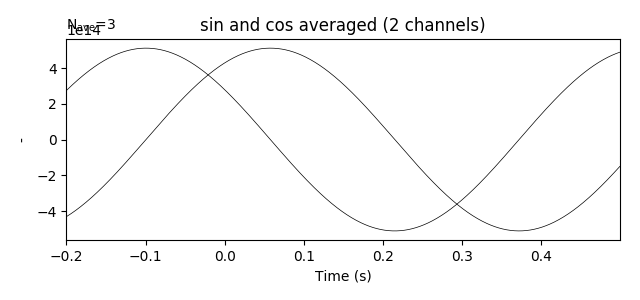 sin and cos averaged (2 channels)
N_ave=3
1e14
4
2
0
−2
−4
-
−0.2 −0.1 0.0 0.1 0.2 0.3 0.4
Time (s)